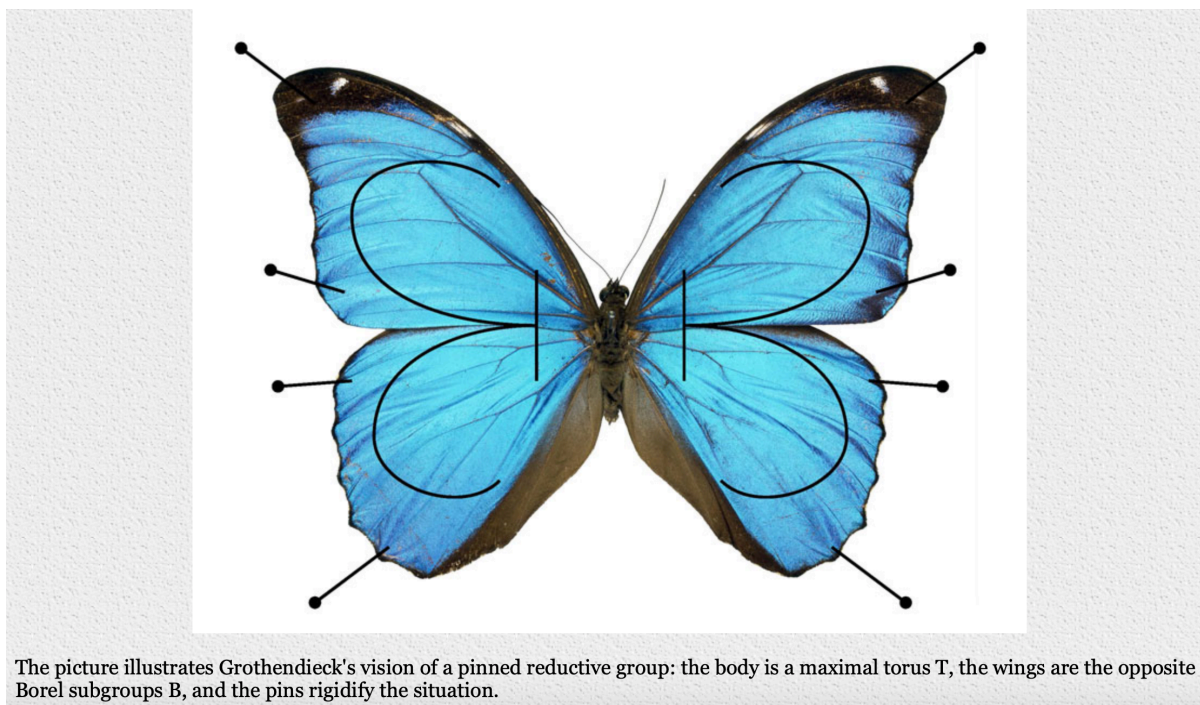 The picture illustrates Grothendieck's vision of a pinned reductive group: the body is a maximal torus T, the wings are the opposite
Borel subgroups B, and the pins rigidify the situation.